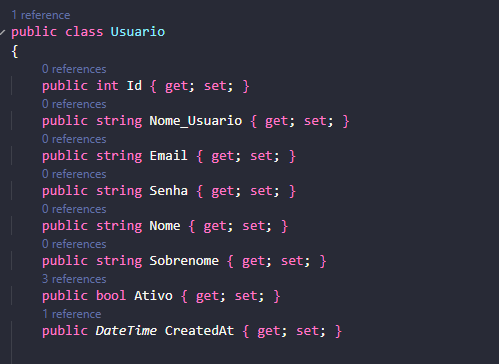 1 reference
public class Usuario
{
0 references
public int Id { get; set; }
0 references
public string Nome_Usuario { get; set; }
0 references
public string Email { get; set; }
0 references
public string Senha { get; set; }
0 references
public string Nome { get; set; }
0 references
public string Sobrenome { get; set; }
3 references
public bool Ativo { get; set; }
1 reference
public DateTime CreatedAt { get; set; }